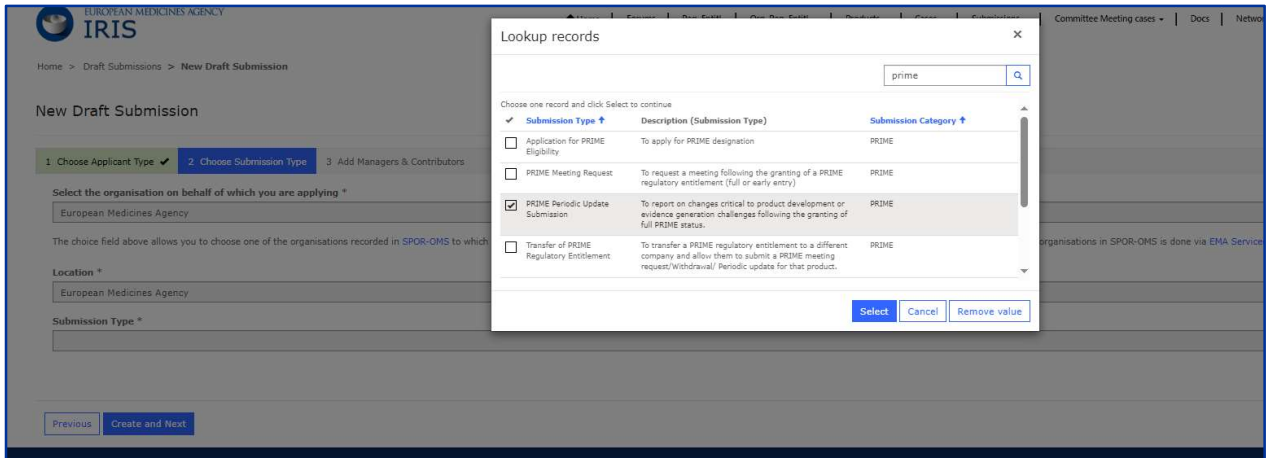 EUROPEAN MEDICINES AGENCY
IRIS
Committee Meeting cases
Docs
Home > Draft Submissions > New Draft Submission
New Draft Submission
1 Choose Applicant Type ✔ 2 Choose Submission Type 3 Add Managers & Contributors
Select the organisation on behalf of which you are applying *
European Medicines Agency
The choice field above allows you to choose one of the organisations recorded in SPOR-OMS to which
organisations in SPOR-OMS is done via EMA Service
Location *
European Medicines Agency
Submission Type *
Previous Create and Next
Lookup records ×
prime
Choose one record and click Select to continue
✔ Submission Type ↑ Description (Submission Type) Submission Category ↑
Application for PRIME To apply for PRIME designation PRIME
Eligibility
PRIME Meeting Request To request a meeting following the granting of a PRIME PRIME
regulatory entitlement (full or early entry)
PRIME Periodic Update To report on changes critical to product development or PRIME
Submission evidence generation challenges following the granting of
full PRIME status.
Transfer of PRIME To transfer a PRIME regulatory entitlement to a different PRIME
Regulatory Entitlement company and allow them to submit a PRIME meeting
request/Withdrawal/ Periodic update for that product.
Select Cancel Remove value